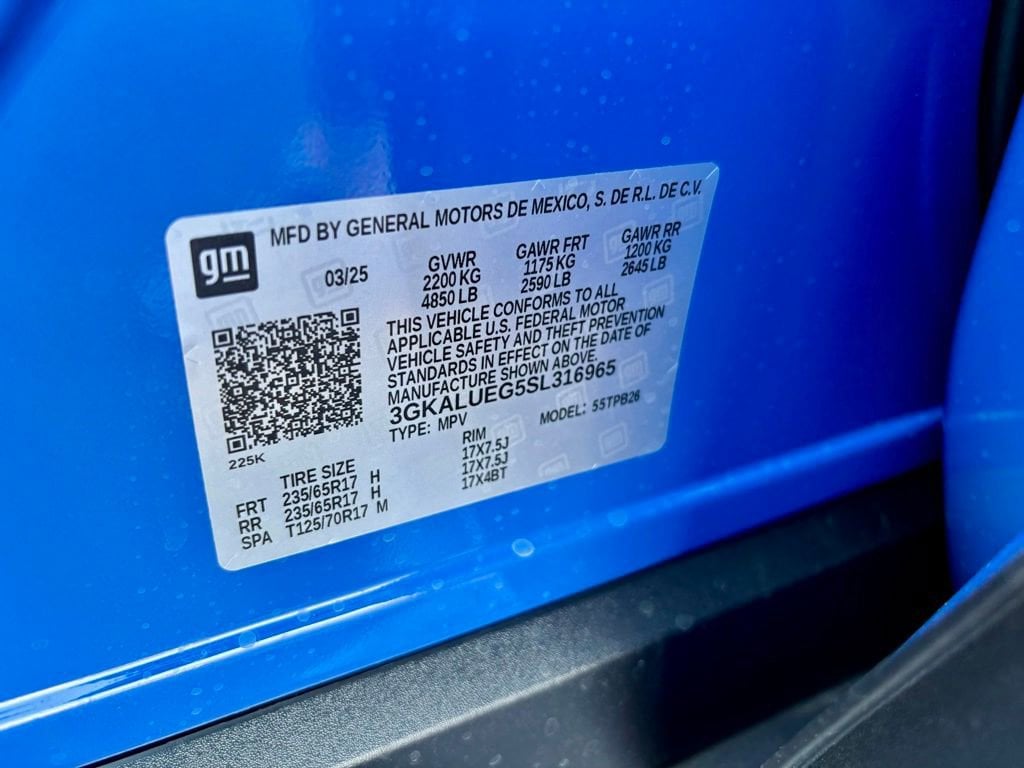 gm
MFD BY GENERAL MOTORS DE MEXICO, S. DE R.L. DE C.V.
03/25
GVWR GAWR FRT GAWR RR
2200 KG 1175 KG 1200 KG
4850 LB 2590 LB 2645 LB
THIS VEHICLE CONFORMS TO ALL
APPLICABLE U.S. FEDERAL MOTOR
VEHICLE SAFETY AND THEFT PREVENTION
STANDARDS IN EFFECT ON THE DATE OF
MANUFACTURE SHOWN ABOVE.
3GKALUEG5SL316965
TYPE: MPV MODEL: 55TPB26
225K
TIRE SIZE RIM
FRT 235/65R17 H 17X7.5J
RR 235/65R17 H 17X7.5J
SPA T125/70R17 M 17X4BT